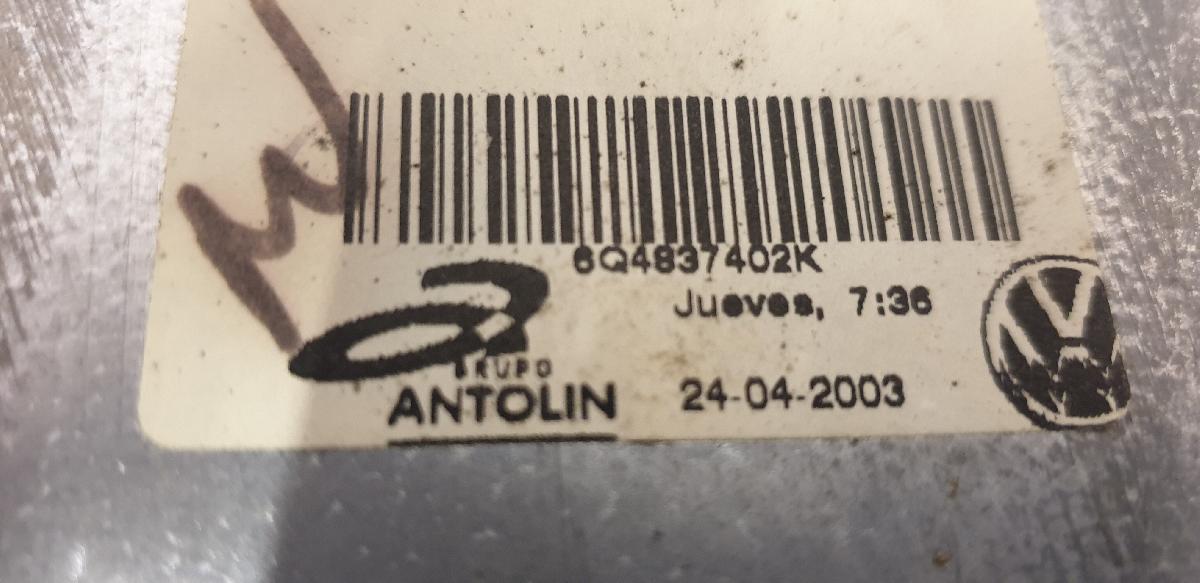 6Q4837402K
Jueves, 7:36
GRUPO
ANTOLIN
24-04-2003